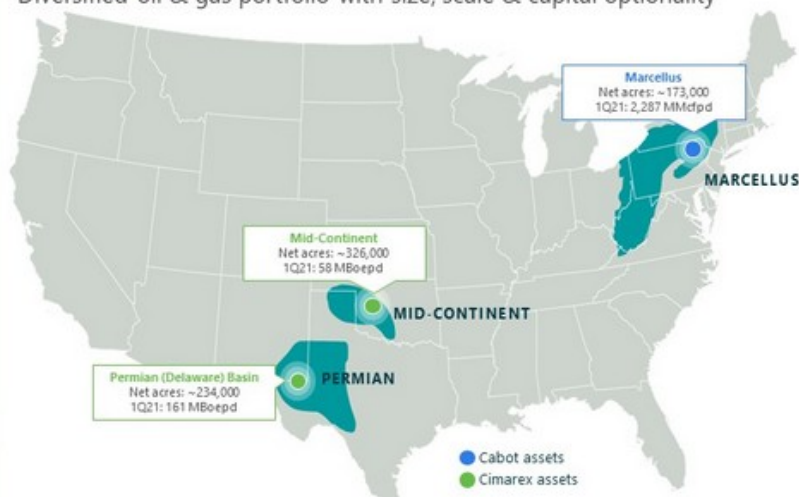 Diversified oil & gas portfolio with size, scale & capital optionality
Marcellus
Net acres: ~173,000
1Q21: 2,287 MMcfpd
MARCELLUS
Mid-Continent
Net acres: ~326,000
1Q21: 58 MBoepd
MID-CONTINENT
Permian (Delaware) Basin
Net acres: ~234,000
1Q21: 161 MBoepd
PERMIAN
Cabot assets
Cimarex assets